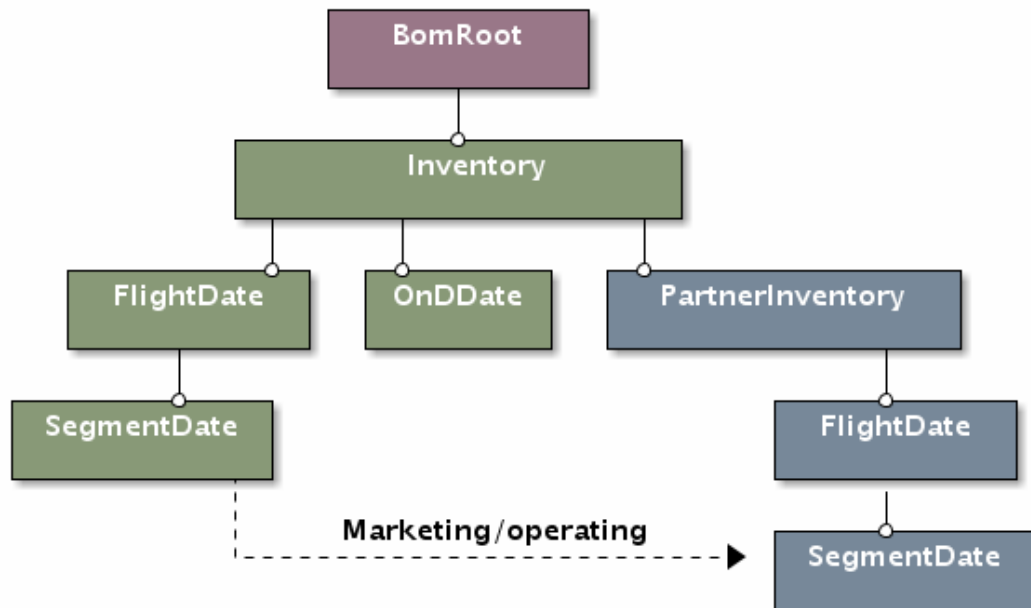 BomRoot
Inventory
FlightDate
OnDDate
PartnerInventory
SegmentDate
FlightDate
Marketing/operating
SegmentDate